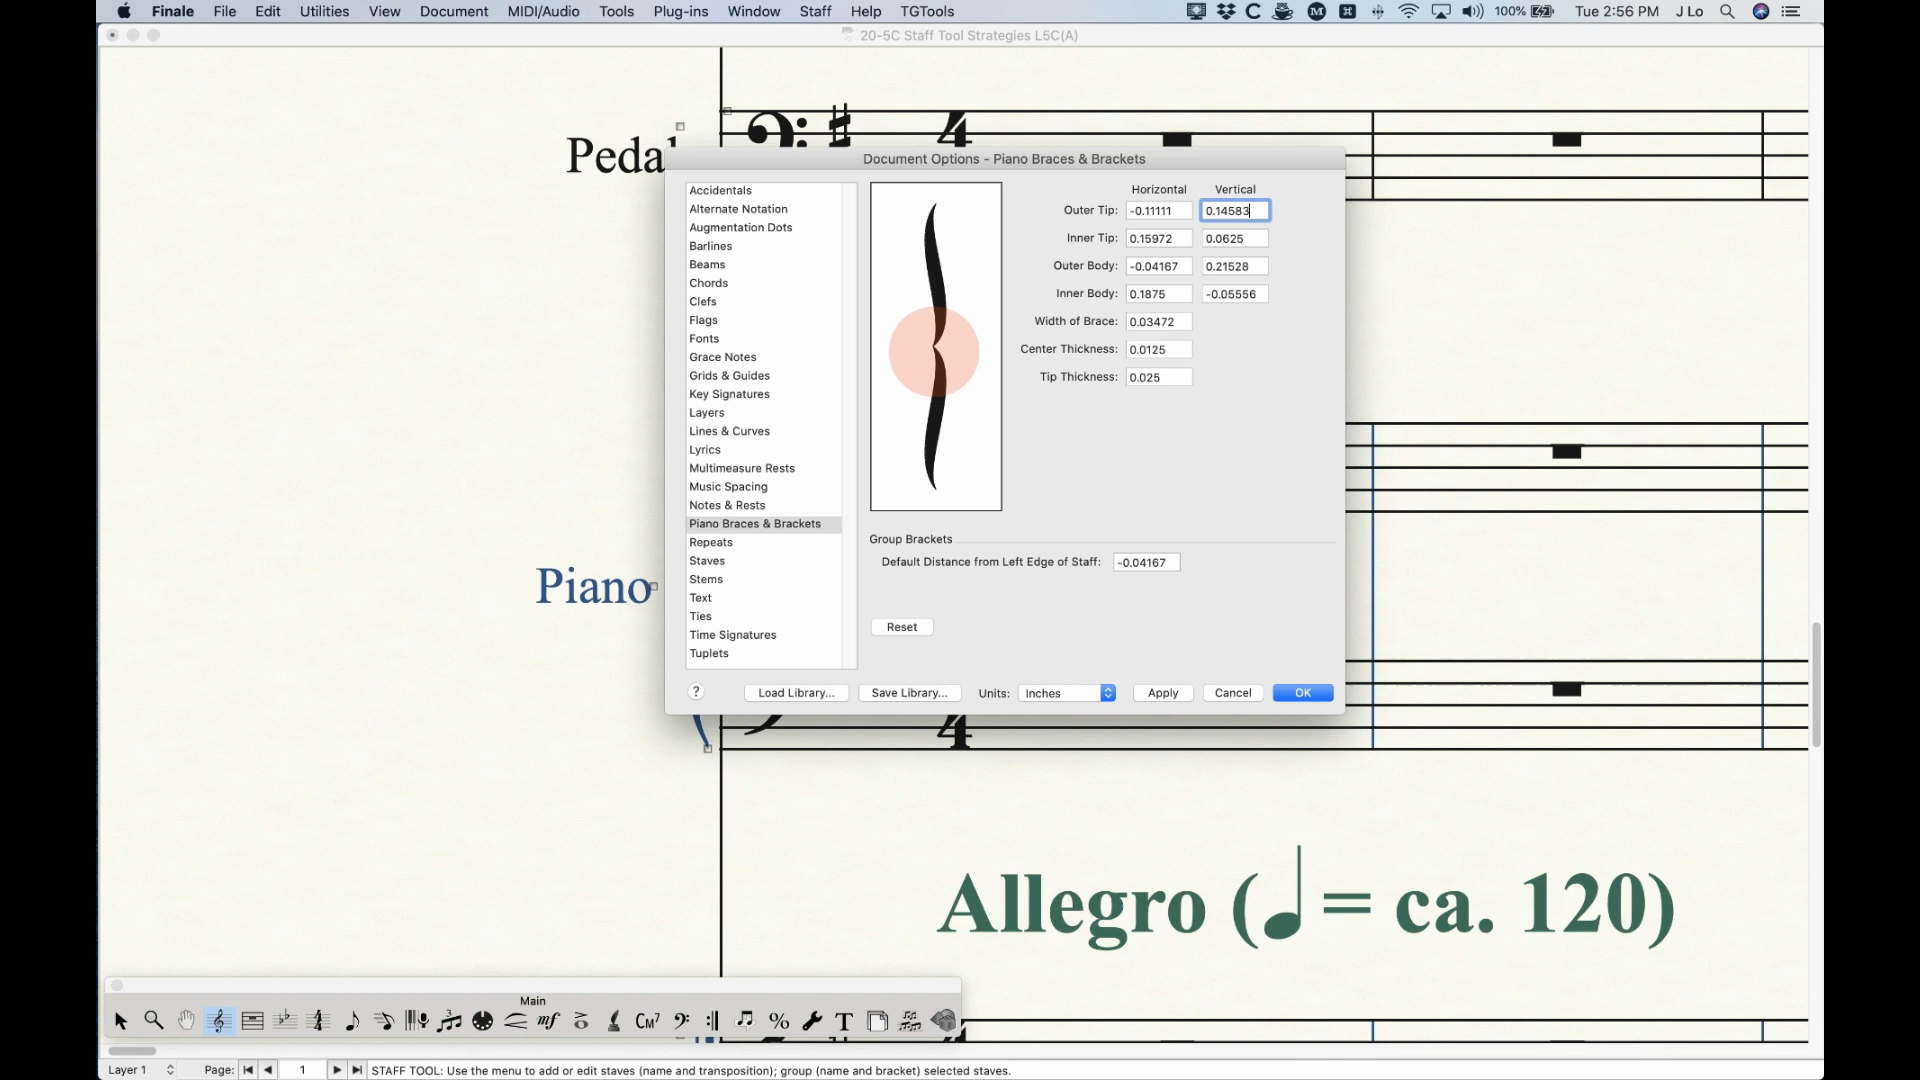 Finale File Edit Utilities View Document MIDI/Audio Tools Plug-ins Window Staff Help TGTools 100% Tue 2:56 PM J Lo
20-5C Staff Tool Strategies L5C(A)
Pedal
Document Options - Piano Braces & Brackets
Accidentals
Alternate Notation
Augmentation Dots
Barlines
Beams
Chords
Clefs
Flags
Fonts
Grace Notes
Grids & Guides
Key Signatures
Layers
Lines & Curves
Lyrics
Multimeasure Rests
Music Spacing
Notes & Rests
Piano Braces & Brackets
Repeats
Staves
Stems
Text
Ties
Time Signatures
Tuplets
Horizontal Vertical
Outer Tip: -0.11111 0.14583
Inner Tip: 0.15972 0.0625
Outer Body: -0.04167 0.21528
Inner Body: 0.1875 -0.05556
Width of Brace: 0.03472
Center Thickness: 0.0125
Tip Thickness: 0.025
Group Brackets
Default Distance from Left Edge of Staff: -0.04167
Reset
? Load Library... Save Library... Units: Inches Apply Cancel OK
Piano
4
4
Allegro (♩ = ca. 120)
Main
mf CM7 % T
Layer 1 Page: 1 STAFF TOOL: Use the menu to add or edit staves (name and transposition); group (name and bracket) selected staves.